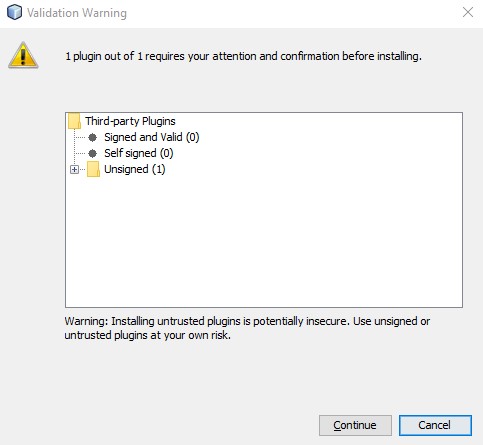 Validation Warning
1 plugin out of 1 requires your attention and confirmation before installing.
Third-party Plugins
Signed and Valid (0)
Self signed (0)
Unsigned (1)
Warning: Installing untrusted plugins is potentially insecure. Use unsigned or
untrusted plugins at your own risk.
Continue
Cancel